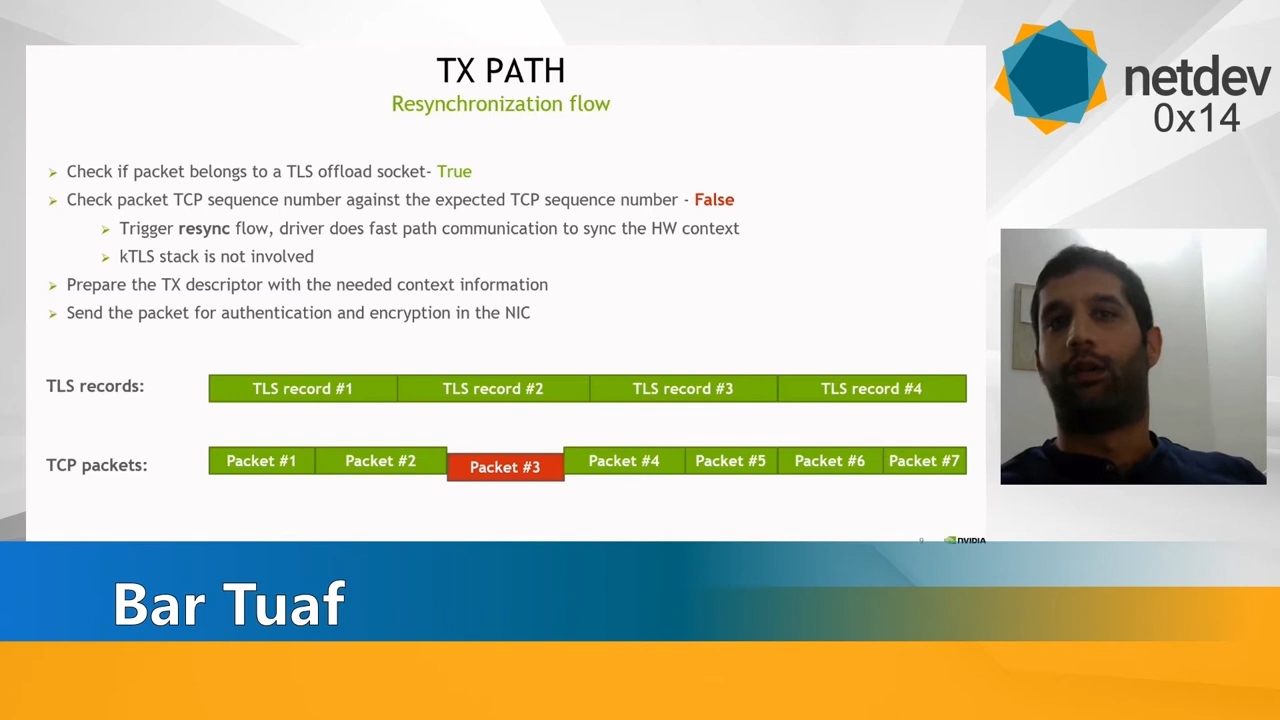 TX PATH
Resynchronization flow
netdev
0x14
Check if packet belongs to a TLS offload socket- True
Check packet TCP sequence number against the expected TCP sequence number - False
Trigger resync flow, driver does fast path communication to sync the HW context
kTLS stack is not involved
Prepare the TX descriptor with the needed context information
Send the packet for authentication and encryption in the NIC
TLS records: TLS record #1 TLS record #2 TLS record #3 TLS record #4
TCP packets: Packet #1 Packet #2 Packet #3 Packet #4 Packet #5 Packet #6 Packet #7
9 NVIDIA
Bar Tuaf